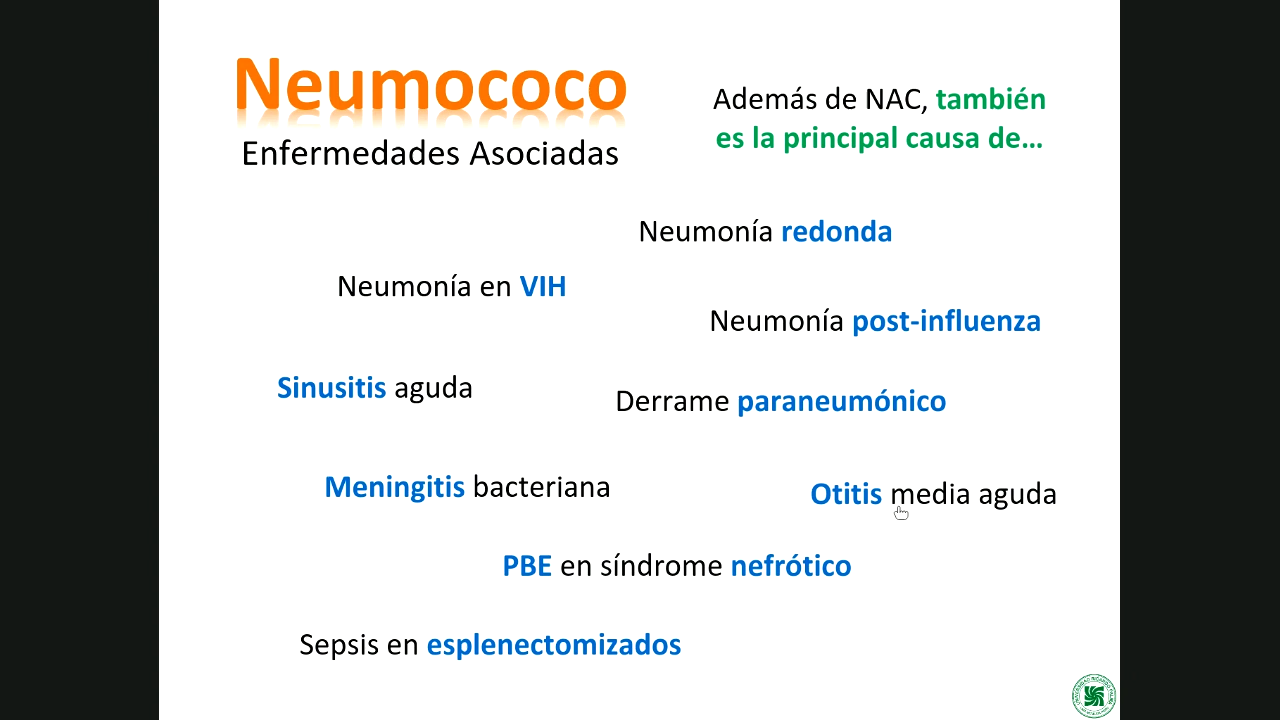 Neumococo
Enfermedades Asociadas
Además de NAC, también
es la principal causa de...
Neumonía redonda
Neumonía en VIH
Neumonía post-influenza
Sinusitis aguda
Derrame paraneumónico
Meningitis bacteriana
Otitis media aguda
PBE en síndrome nefrótico
Sepsis en esplenectomizados